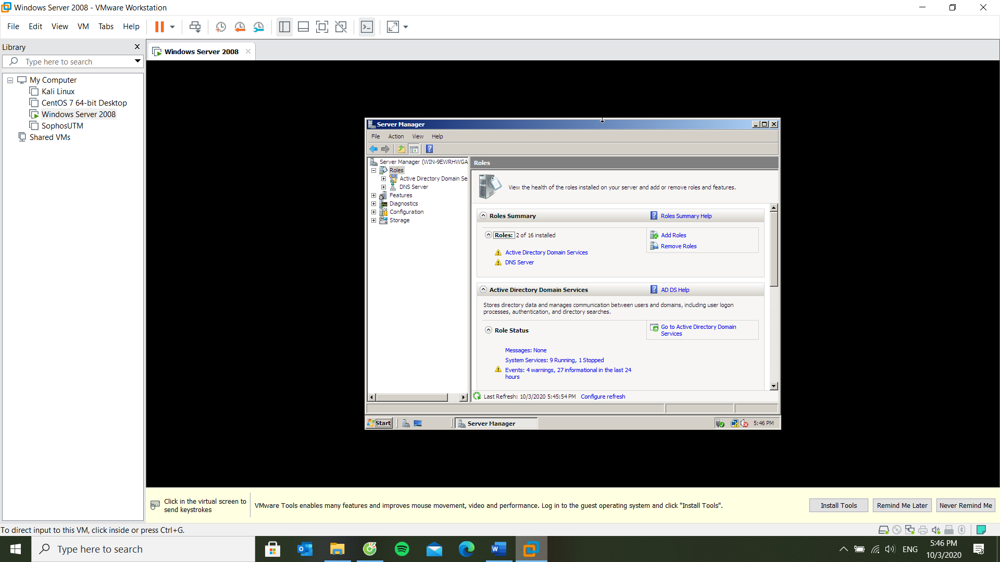 Windows Server 2008 - VMware Workstation
File Edit View VM Tabs Help
Library
Type here to search
My Computer
Kali Linux
CentOS 7 64-bit Desktop
Windows Server 2008
SophosUTM
Shared VMs
Windows Server 2008
Server Manager
File Action View Help
Server Manager (WIN-9EWRHWGA
Roles
Active Directory Domain Se
DNS Server
Features
Diagnostics
Configuration
Storage
Roles
View the health of the roles installed on your server and add or remove roles and features.
Roles Summary
Roles Summary Help
Roles: 2 of 16 installed
Add Roles
Remove Roles
Active Directory Domain Services
DNS Server
Active Directory Domain Services
AD DS Help
Stores directory data and manages communication between users and domains, including user logon
processes, authentication, and directory searches.
Role Status
Go to Active Directory Domain
Services
Messages: None
System Services: 9 Running, 1 Stopped
Events: 4 warnings, 27 informational in the last 24
hours
Last Refresh: 10/3/2020 5:45:54 PM Configure refresh
Start
Server Manager
5:46 PM
Click in the virtual screen to
send keystrokes
VMware Tools enables many features and improves mouse movement, video and performance. Log in to the guest operating system and click "Install Tools".
Install Tools
Remind Me Later
Never Remind Me
To direct input to this VM, click inside or press Ctrl+G.
Type here to search
ENG
5:46 PM
10/3/2020